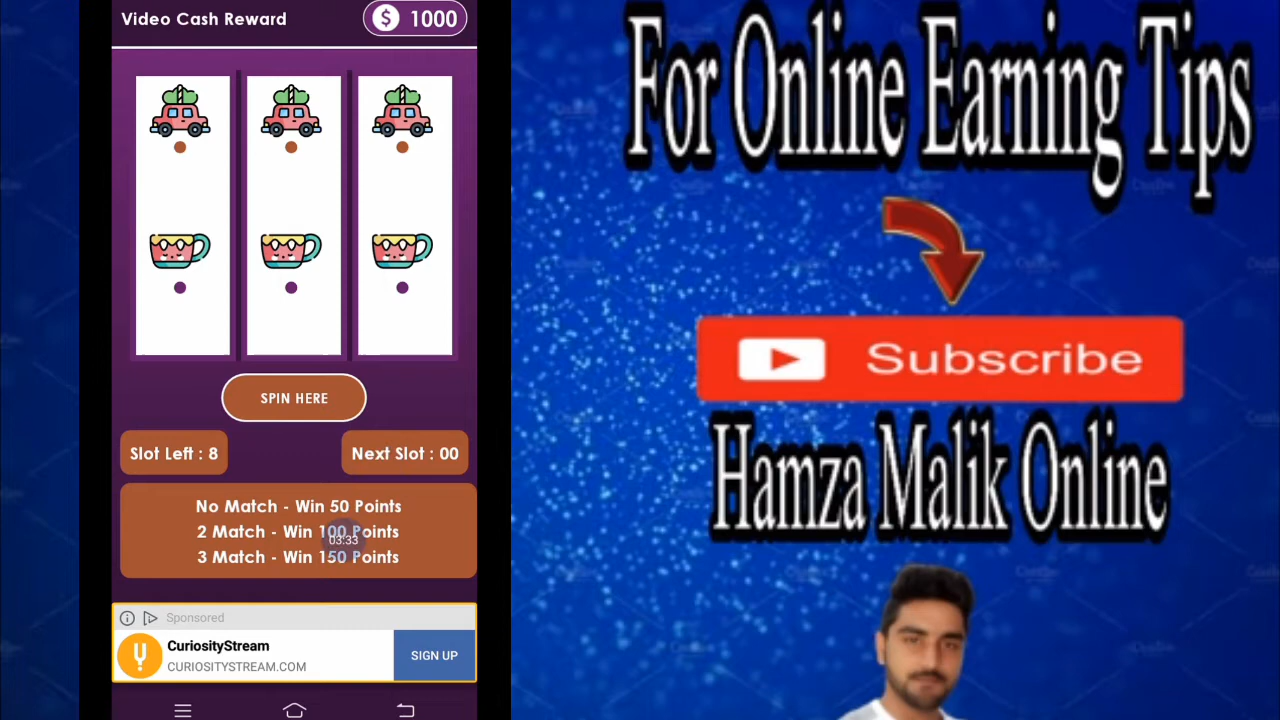 Video Cash Reward
$ 1000
SPIN HERE
Slot Left : 8
Next Slot : 00
No Match - Win 50 Points
2 Match - Win 100 Points
03:33
3 Match - Win 150 Points
Sponsored
CuriosityStream
CURIOSITYSTREAM.COM
SIGN UP
For Online Earning Tips
Subscribe
Hamza Malik Online